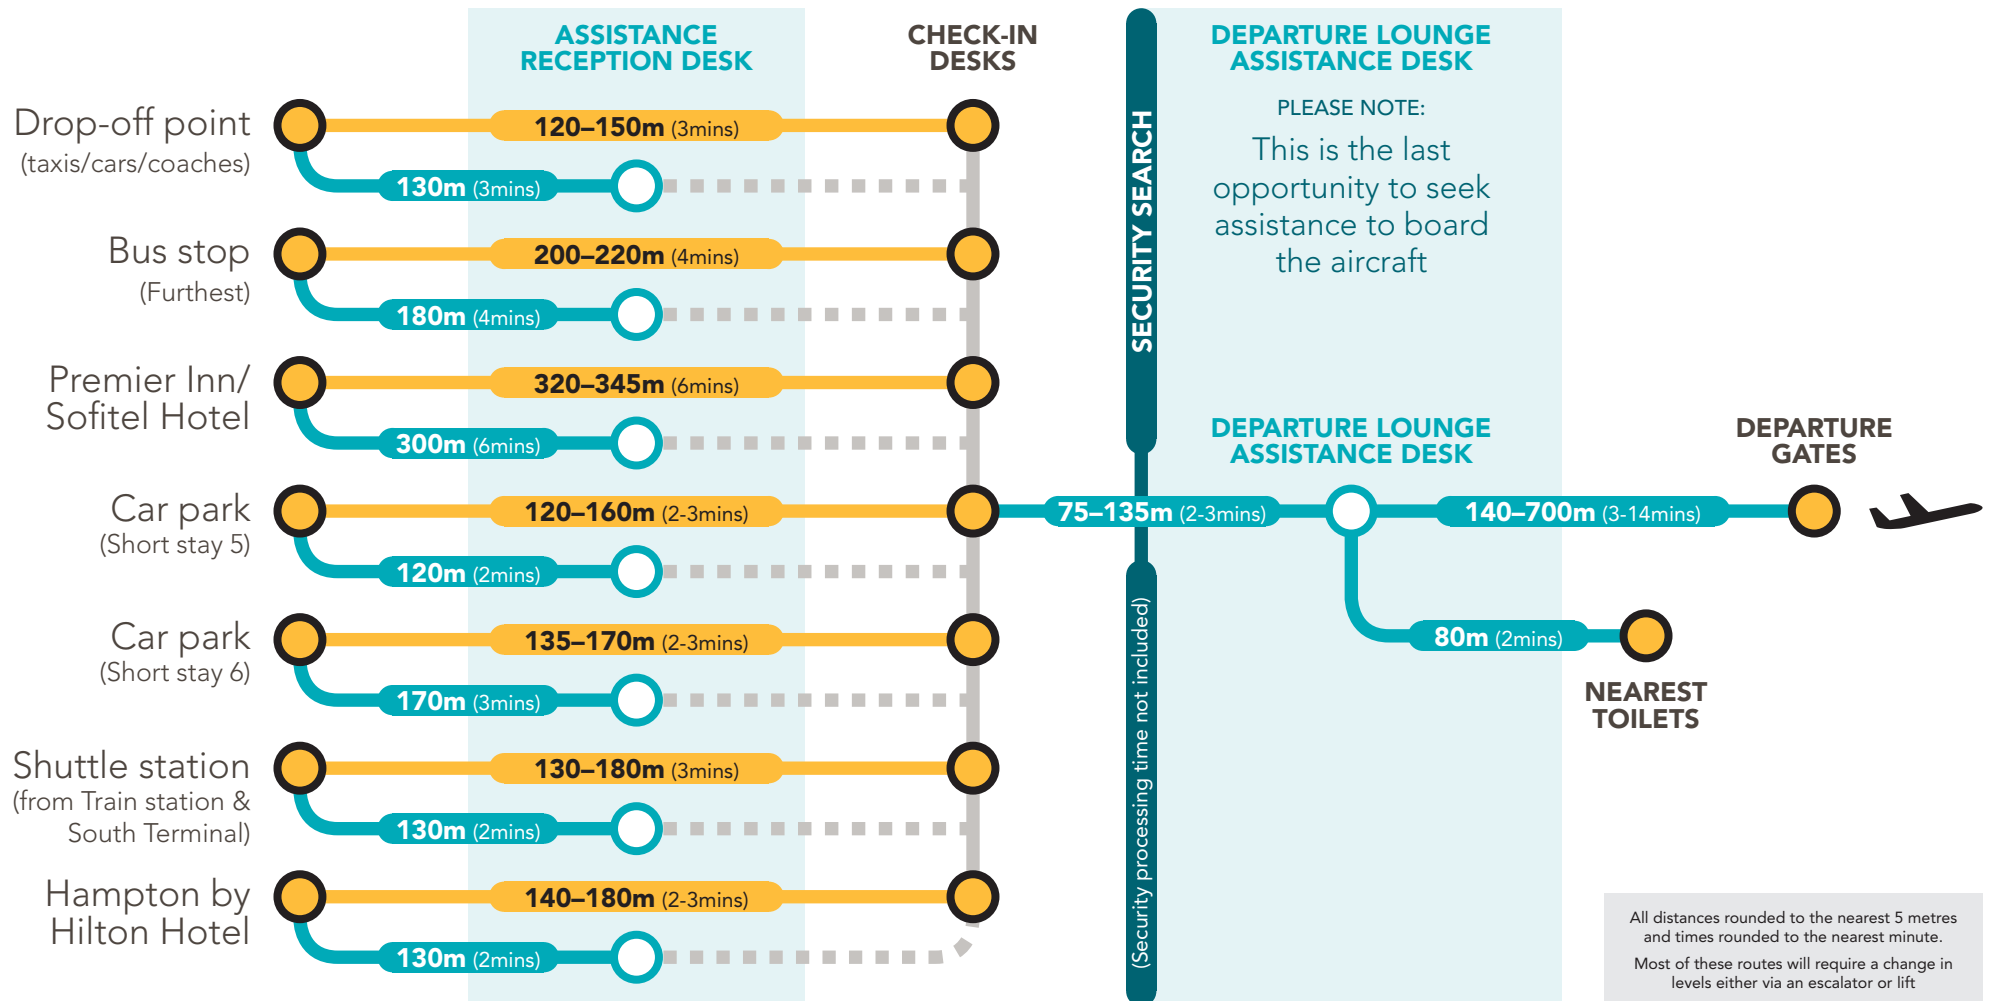 ASSISTANCE
RECEPTION DESK
CHECK-IN
DESKS
DEPARTURE LOUNGE
ASSISTANCE DESK
PLEASE NOTE:
This is the last
opportunity to seek
assistance to board
the aircraft
SECURITY SEARCH
(Security processing time not included)
Drop-off point
(taxis/cars/coaches)
120–150m (3mins)
130m (3mins)
Bus stop
(Furthest)
200–220m (4mins)
180m (4mins)
Premier Inn/
Sofitel Hotel
320–345m (6mins)
300m (6mins)
Car park
(Short stay 5)
120–160m (2-3mins)
120m (2mins)
Car park
(Short stay 6)
135–170m (2-3mins)
170m (3mins)
Shuttle station
(from Train station &
South Terminal)
130–180m (3mins)
130m (2mins)
Hampton by
Hilton Hotel
140–180m (2-3mins)
130m (2mins)
75–135m (2-3mins)
DEPARTURE LOUNGE
ASSISTANCE DESK
140–700m (3-14mins)
DEPARTURE
GATES
80m (2mins)
NEAREST
TOILETS
All distances rounded to the nearest 5 metres
and times rounded to the nearest minute.
Most of these routes will require a change in
levels either via an escalator or lift